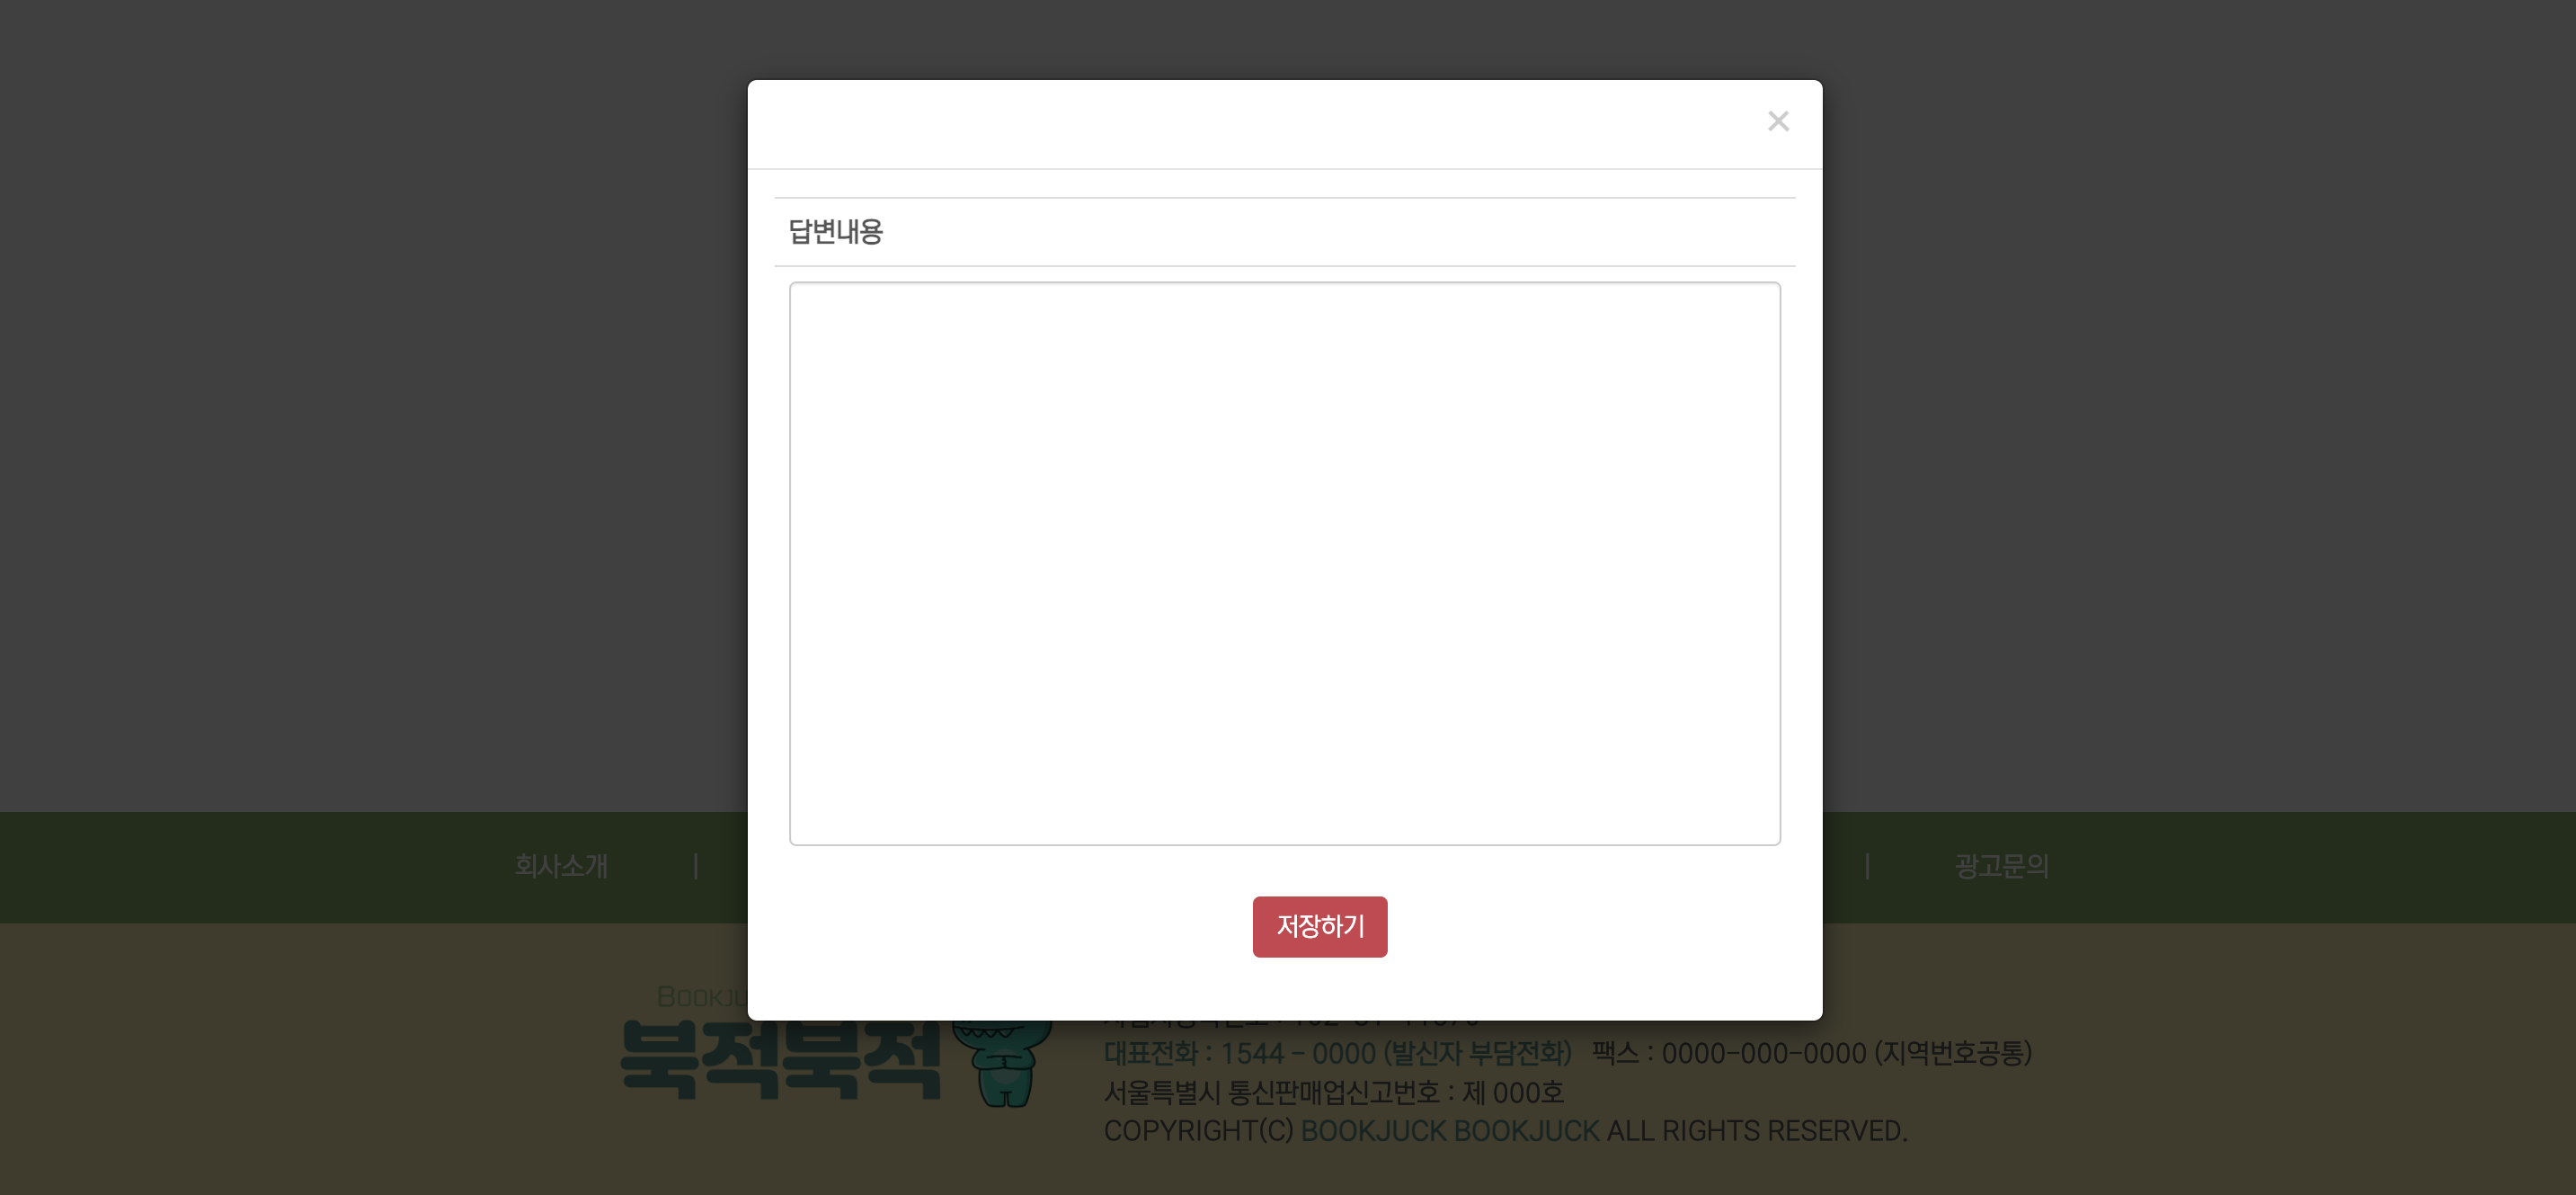 ×
답변내용
저장하기
회사소개 | | 광고문의
북적북적
대표전화 : 1544 - 0000 (발신자 부담전화) 팩스 : 0000-000-0000 (지역번호공통)
서울특별시 통신판매업신고번호 : 제 000호
COPYRIGHT(C) BOOKJUCK BOOKJUCK ALL RIGHTS RESERVED.